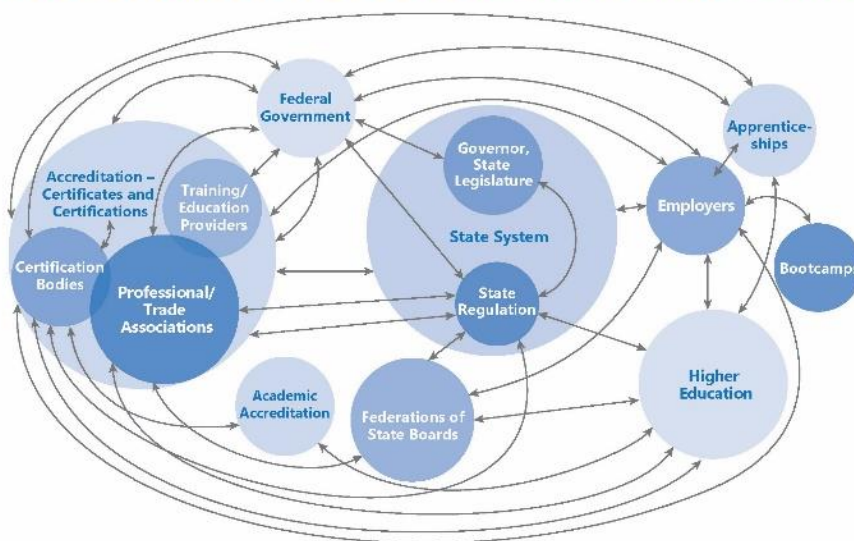 Federal
Government
Apprentice-
ships
Governor,
State
Legislature
Accreditation –
Certificates and
Certifications
Training/
Education
Providers
Employers
State System
Certification
Bodies
Bootcamps
Professional/
Trade
Associations
State
Regulation
Higher
Education
Academic
Accreditation
Federations of
State Boards